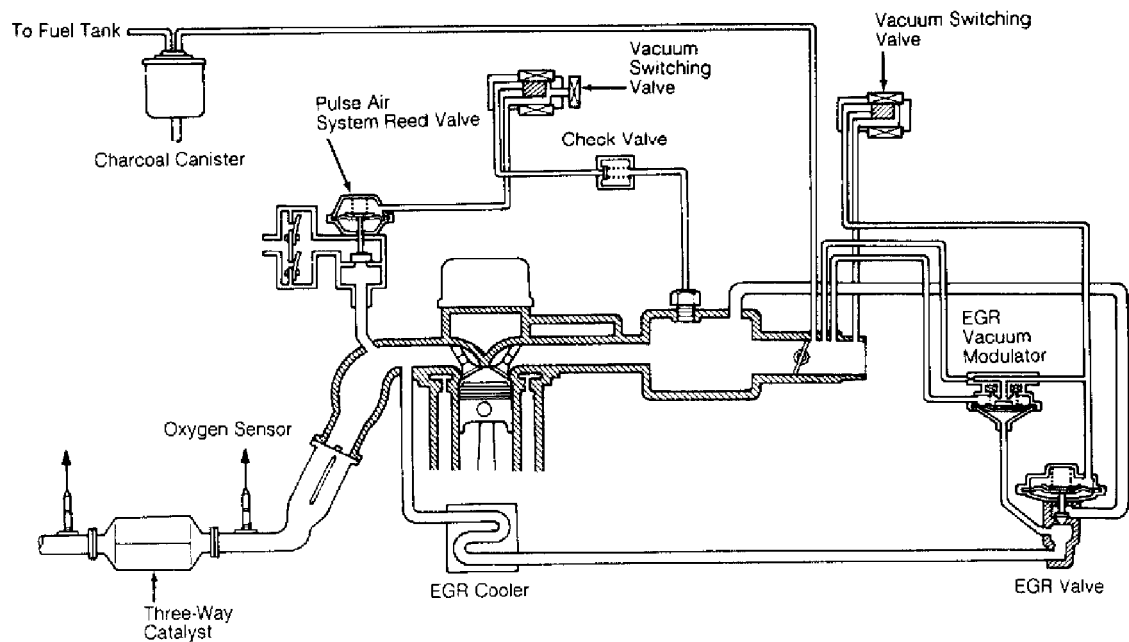 To Fuel Tank
Charcoal Canister
Pulse Air
System Reed Valve
Vacuum
Switching
Valve
Check Valve
Vacuum Switching
Valve
EGR
Vacuum
Modulator
Oxygen Sensor
Three-Way
Catalyst
EGR Cooler
EGR Valve